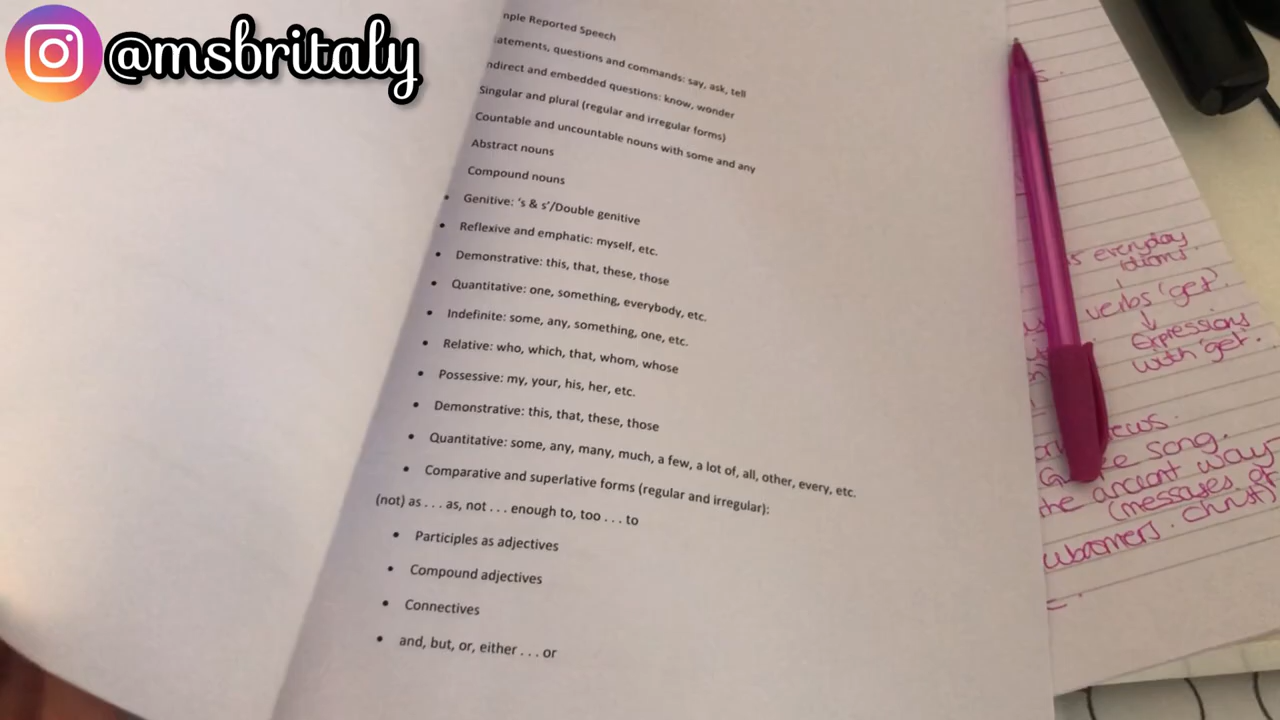 @msbritaly
Reported Speech
questions and commands: say, ask, tell
and embedded questions: know, wonder
Singular and plural (regular and irregular forms)
Countable and uncountable nouns with some and any
Abstract nouns
Compound nouns
• Genitive: ‘s & s’/Double genitive
• Reflexive and emphatic: myself, etc.
• Demonstrative: this, that, these, those
• Quantitative: one, something, everybody, etc.
• Indefinite: some, any, something, one, etc.
• Relative: who, which, that, whom, whose
• Possessive: my, your, his, her, etc.
• Demonstrative: this, that, these, those
• Quantitative: some, any, many, much, a few, a lot of, all, other, every, etc.
• Comparative and superlative forms (regular and irregular):
(not) as . . . as, not . . . enough to, too . . . to
• Participles as adjectives
• Compound adjectives
• Connectives
• and, but, or, either . . . or
everyday
idioms
verbs 'get'.
Expressions
with 'get'.
song.
the ancient way
(messages of
christ)